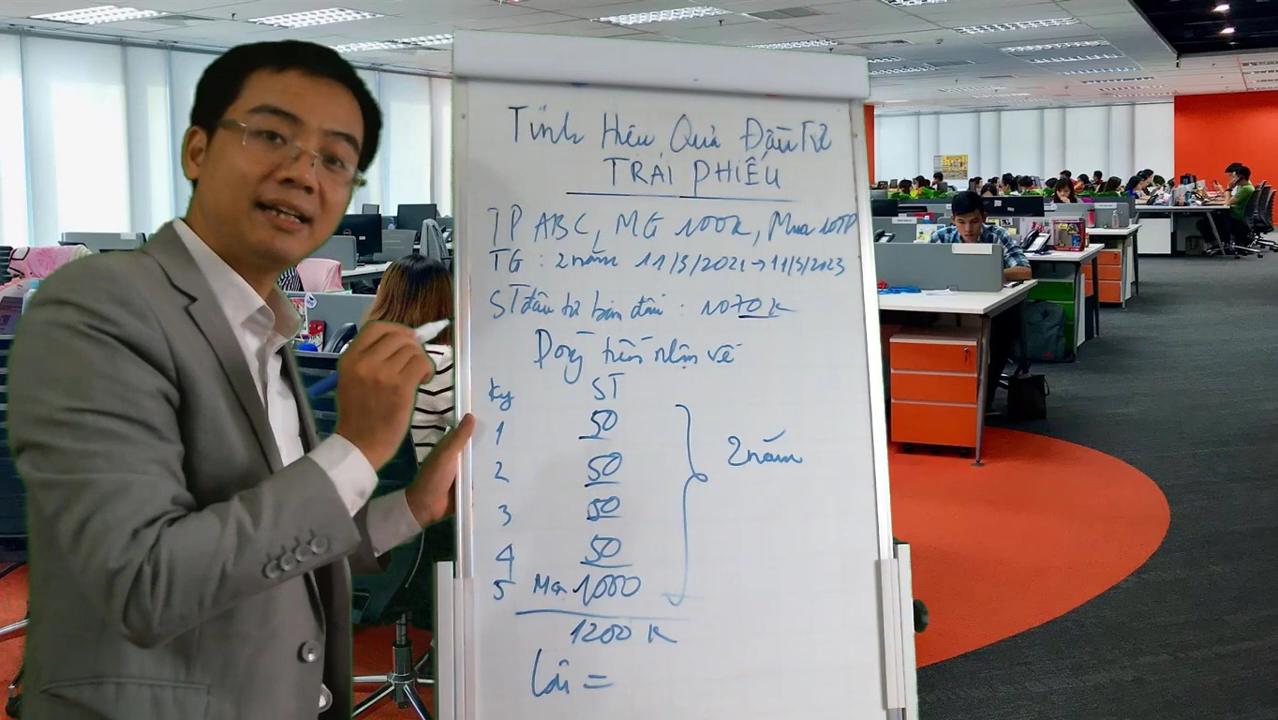 Tính Hiệu Quả Đầu Tư
TRÁI PHIẾU
TP ABC, MG 100K, Mua 10TP
TG : 2 năm 11/5/2021 → 11/5/2023
ST đầu tư ban đầu : 1070 K
Dòng tiền nhận về
Kỳ ST
1 50
2 50
3 50
4 50
5 MG 1000
2 năm
1200 K
Lãi =